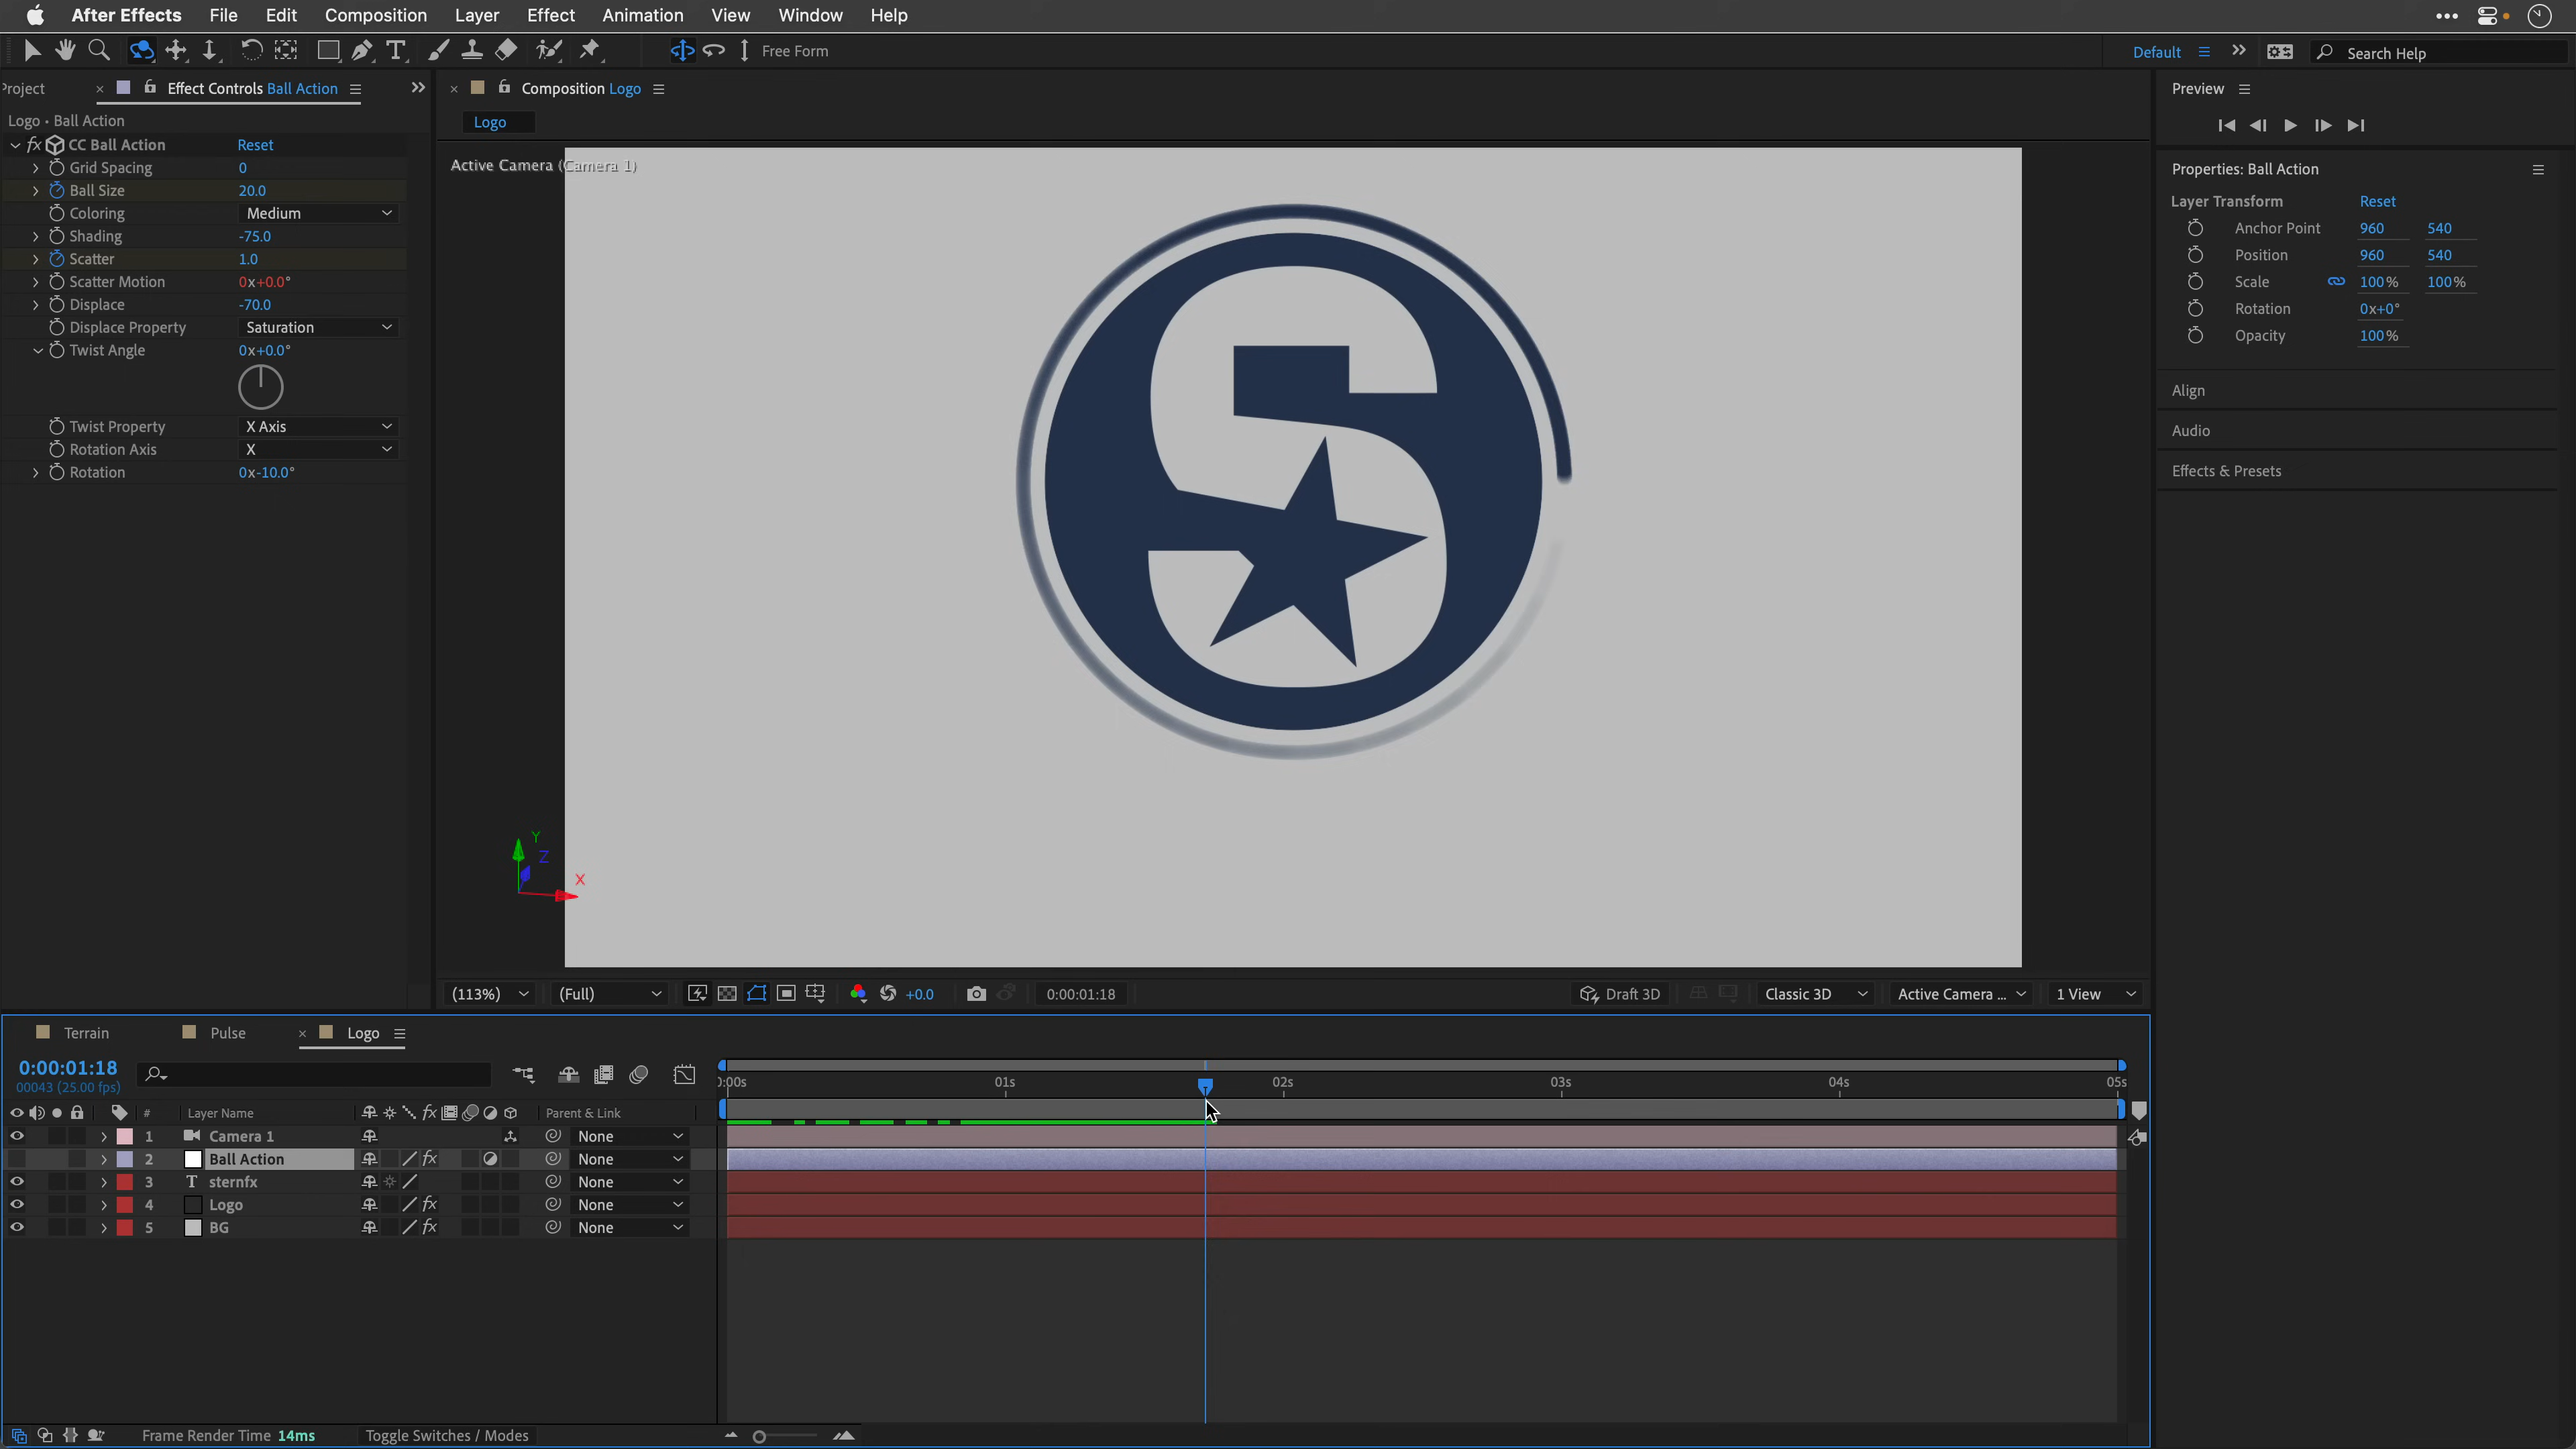 After Effects File Edit Composition Layer Effect Animation View Window Help
Free Form Default Search Help
Project Effect Controls Ball Action
Logo • Ball Action
CC Ball Action Reset
Grid Spacing 0
Ball Size 20.0
Coloring Medium
Shading -75.0
Scatter 1.0
Scatter Motion 0x+0.0°
Displace -70.0
Displace Property Saturation
Twist Angle 0x+0.0°
Twist Property X Axis
Rotation Axis X
Rotation 0x-10.0°
Composition Logo
Logo
Active Camera (Camera 1)
Y
Z
X
(113%) (Full) +0.0 0:00:01:18 Draft 3D Classic 3D Active Camera ... 1 View
Preview
Properties: Ball Action
Layer Transform Reset
Anchor Point 960 540
Position 960 540
Scale 100% 100%
Rotation 0x+0°
Opacity 100%
Align
Audio
Effects & Presets
Terrain Pulse Logo
0:00:01:18
00043 (25.00 fps)
):00s 01s 02s 03s 04s 05s
# Layer Name Parent & Link
1 Camera 1 None
2 Ball Action None
3 T sternfx None
4 Logo None
5 BG None
Frame Render Time 14ms Toggle Switches / Modes